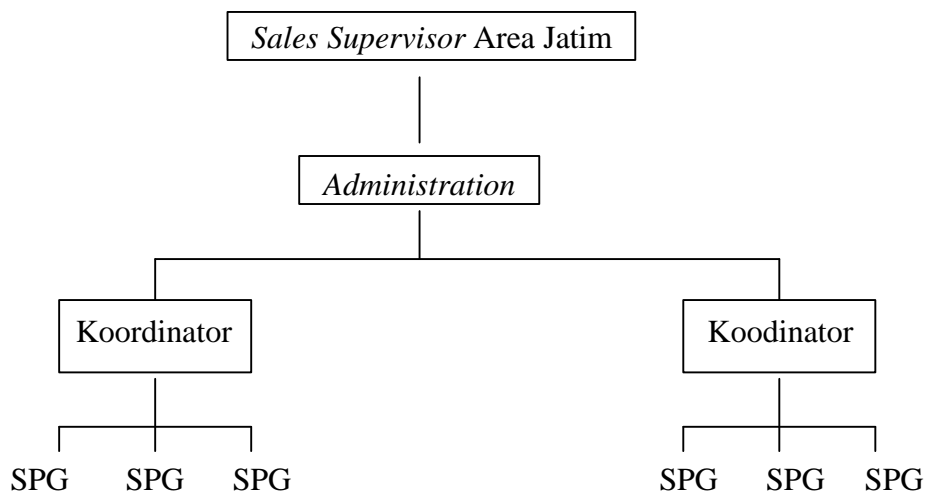 Sales Supervisor Area Jatim
Administration
Koordinator
Koodinator
SPG SPG SPG
SPG SPG SPG